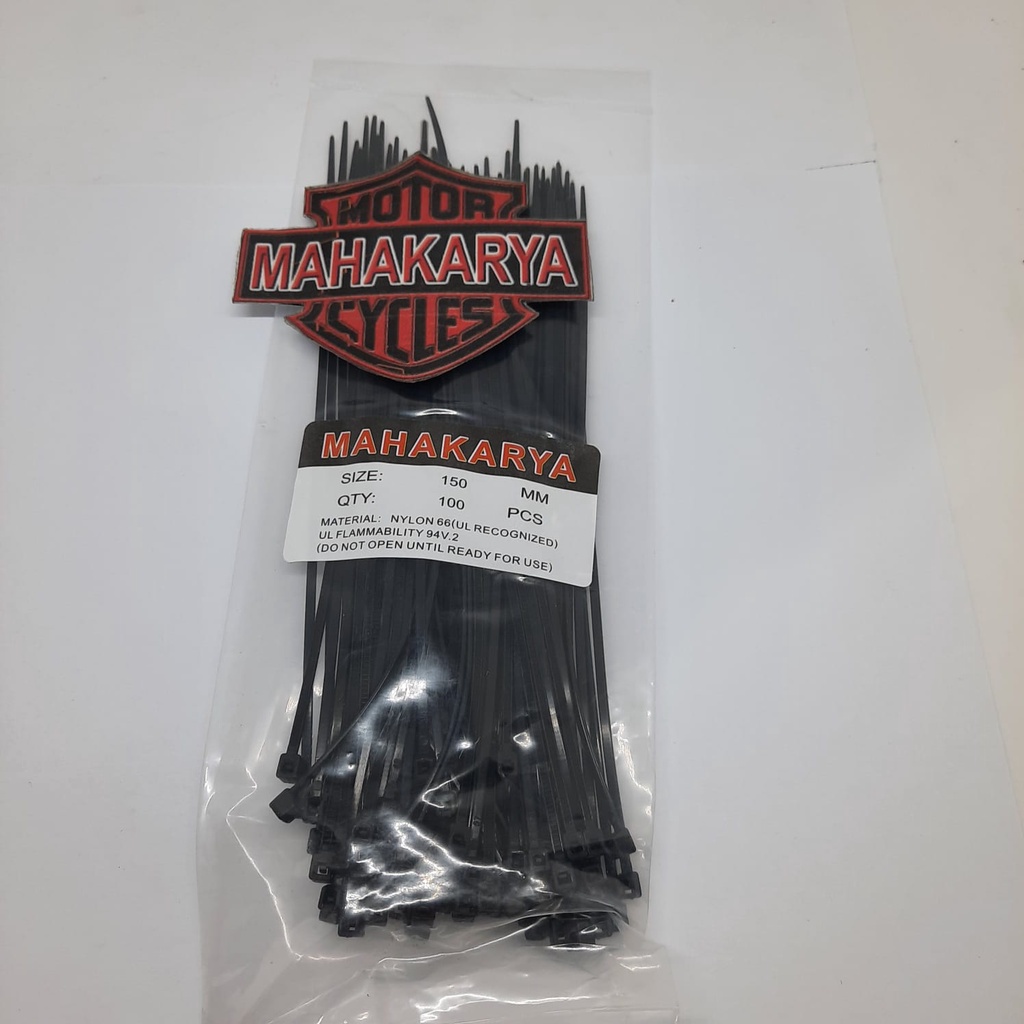 MOTOR
MAHAKARYA
CYCLES
MAHAKARYA
SIZE: 150 MM
QTY: 100 PCS
MATERIAL: NYLON 66(UL RECOGNIZED)
UL FLAMMABILITY 94V.2
(DO NOT OPEN UNTIL READY FOR USE)